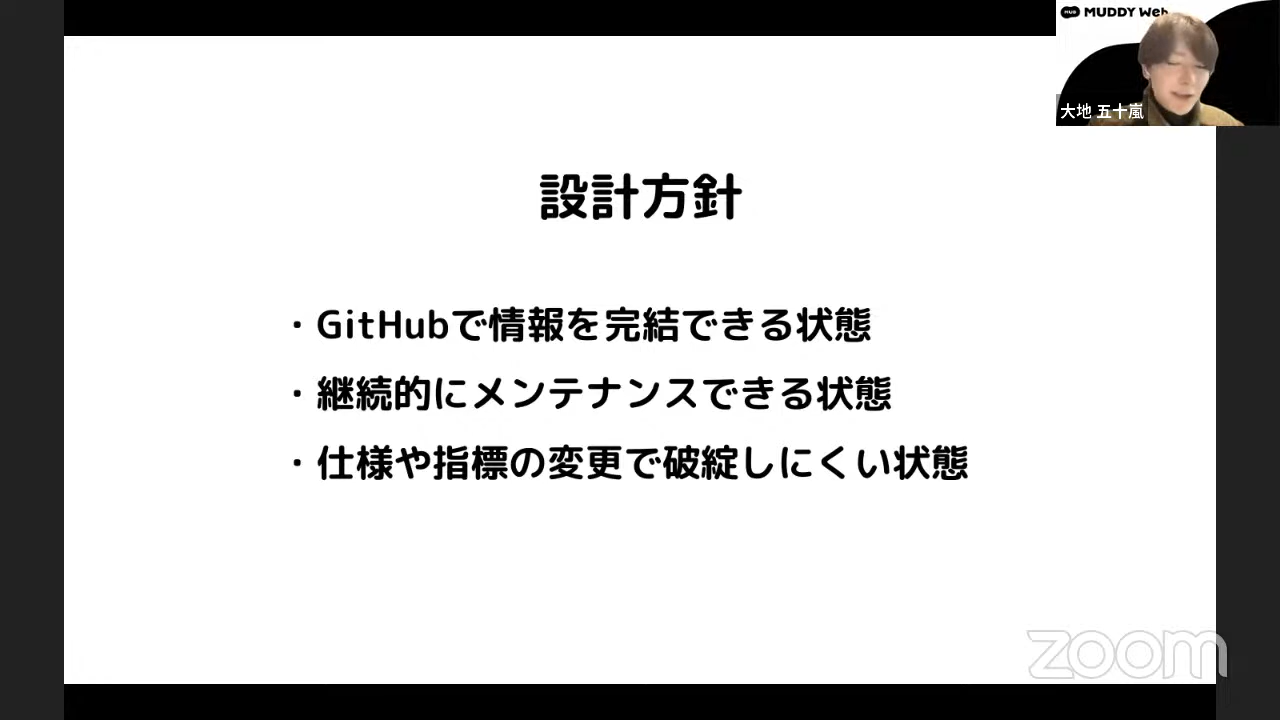 MUDDY Web
大地 五十嵐
設計方針
・GitHubで情報を完結できる状態
・継続的にメンテナンスできる状態
・仕様や指標の変更で破綻しにくい状態
zoom